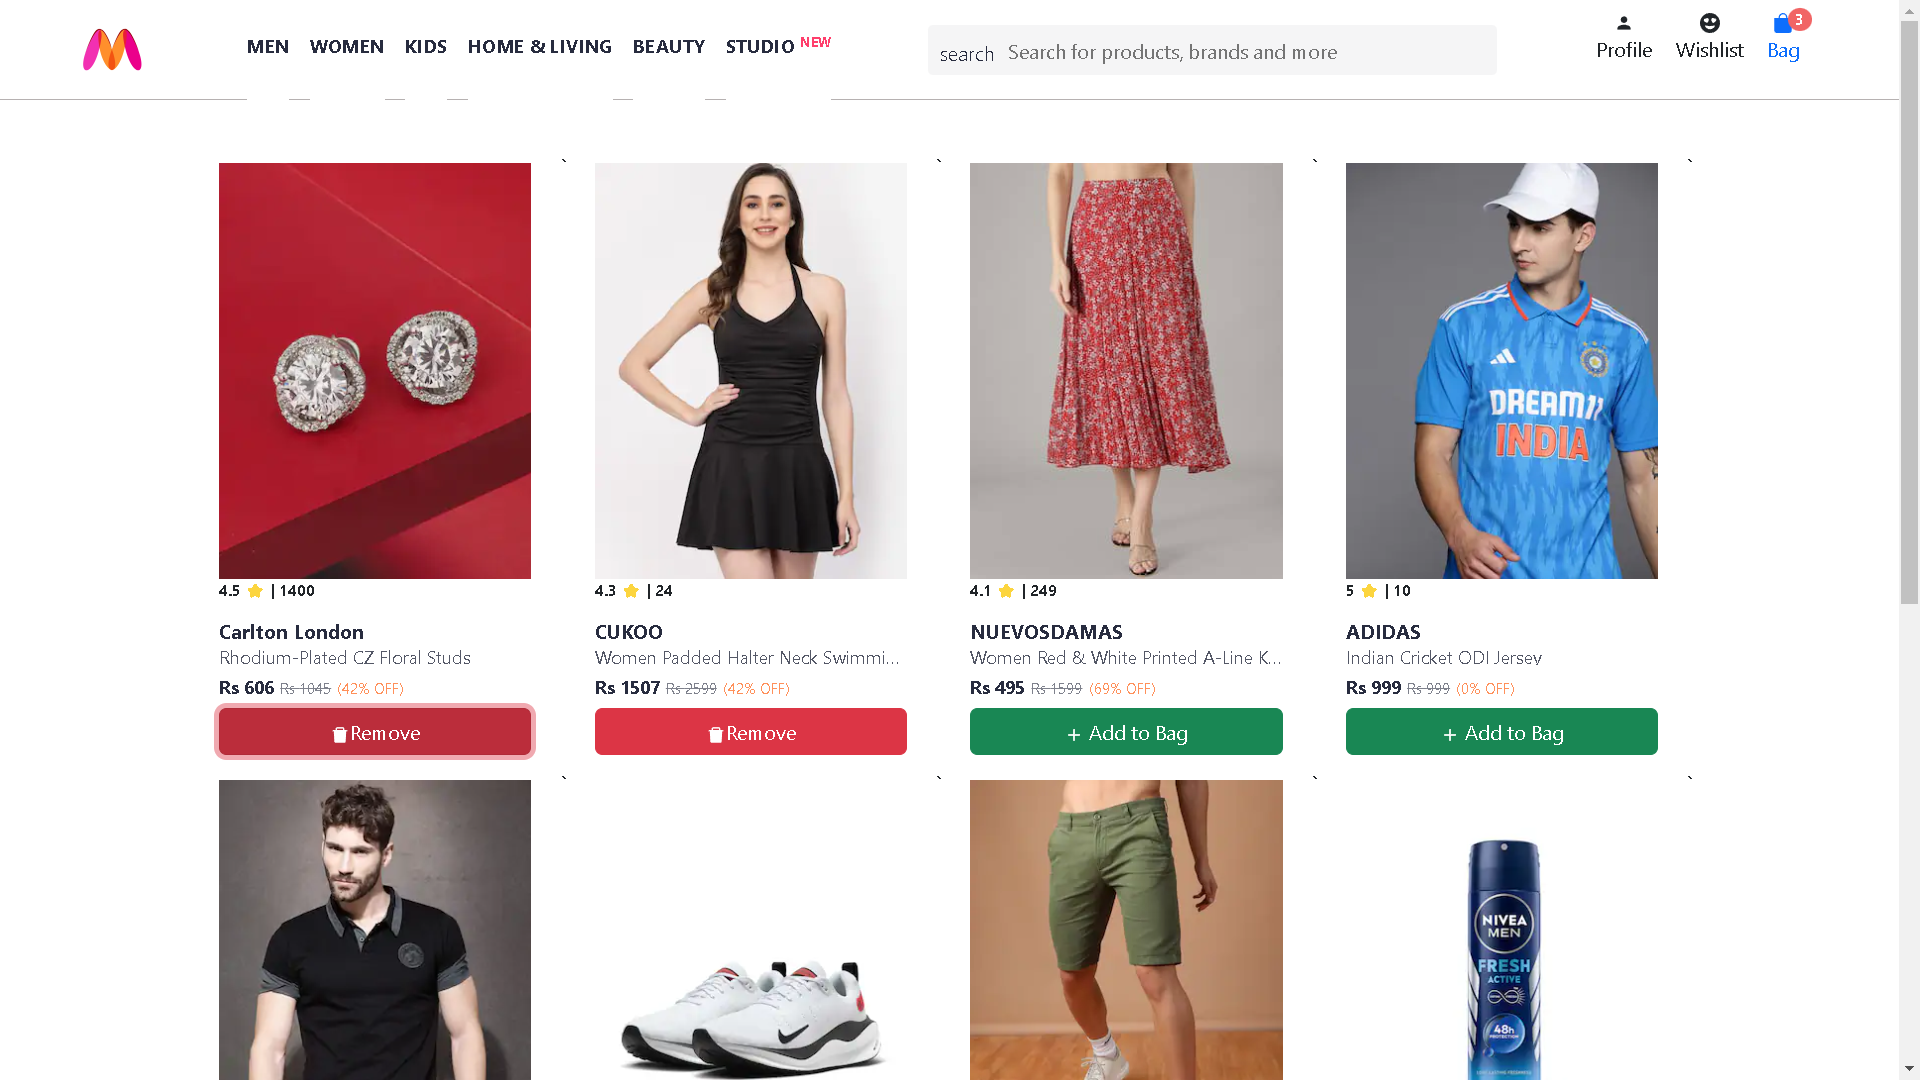 MEN WOMEN KIDS HOME & LIVING BEAUTY STUDIO NEW
search Search for products, brands and more
Profile Wishlist Bag 3
` ` ` `
DREAM11
INDIA
4.5 | 1400
Carlton London
Rhodium-Plated CZ Floral Studs
Rs 606 Rs 1045 (42% OFF)
Remove
4.3 | 24
CUKOO
Women Padded Halter Neck Swimmi...
Rs 1507 Rs 2599 (42% OFF)
Remove
4.1 | 249
NUEVOSDAMAS
Women Red & White Printed A-Line K...
Rs 495 Rs 1599 (69% OFF)
+ Add to Bag
5 | 10
ADIDAS
Indian Cricket ODI Jersey
Rs 999 Rs 999 (0% OFF)
+ Add to Bag
` ` ` `
NIVEA
MEN
FRESH
ACTIVE
48h